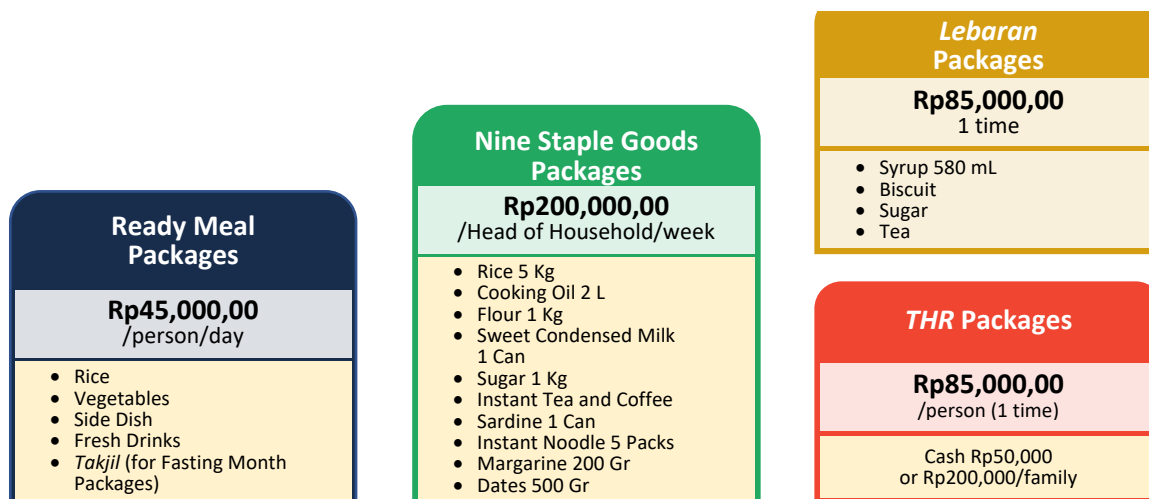 Ready Meal
Packages
Rp45,000,00
/person/day
• Rice
• Vegetables
• Side Dish
• Fresh Drinks
• Takjil (for Fasting Month
Packages)
Nine Staple Goods
Packages
Rp200,000,00
/Head of Household/week
• Rice 5 Kg
• Cooking Oil 2 L
• Flour 1 Kg
• Sweet Condensed Milk
1 Can
• Sugar 1 Kg
• Instant Tea and Coffee
• Sardine 1 Can
• Instant Noodle 5 Packs
• Margarine 200 Gr
• Dates 500 Gr
Lebaran
Packages
Rp85,000,00
1 time
• Syrup 580 mL
• Biscuit
• Sugar
• Tea
THR Packages
Rp85,000,00
/person (1 time)
Cash Rp50,000
or Rp200,000/family